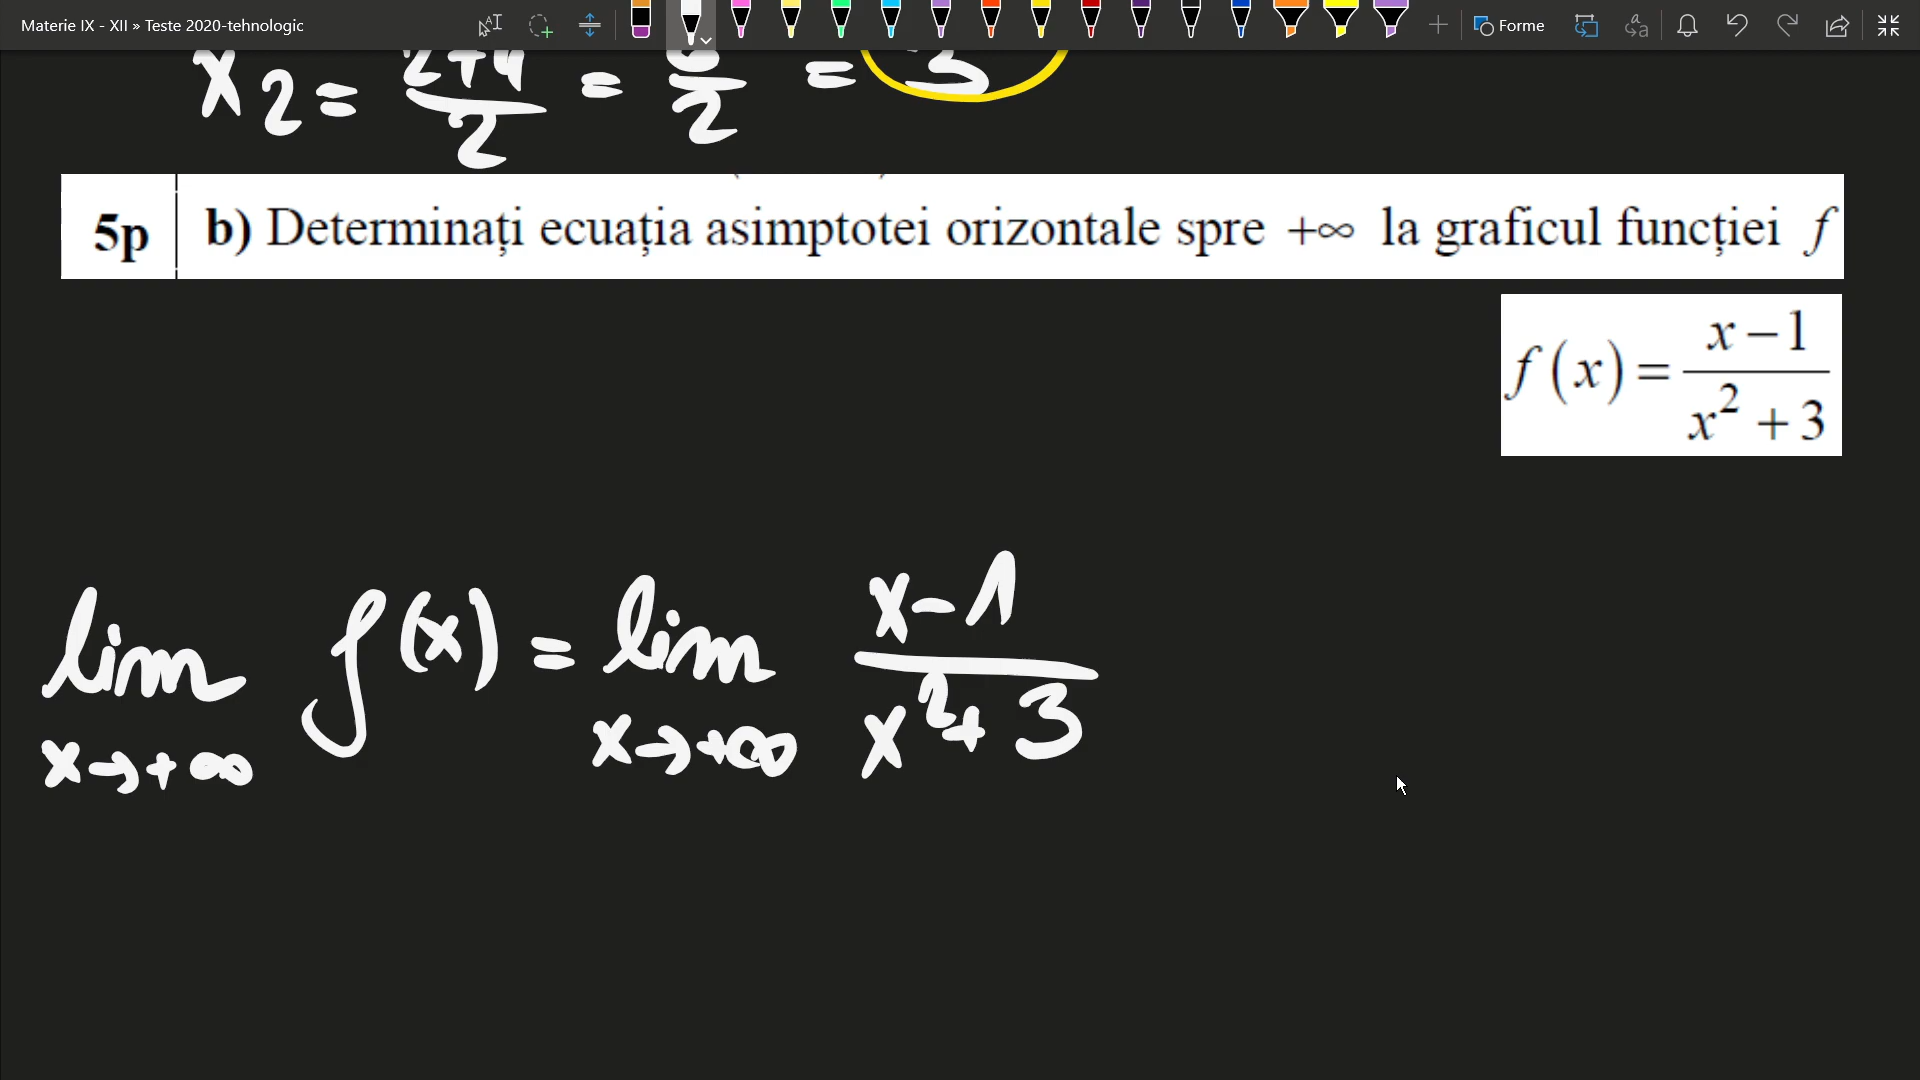 Materie IX - XII » Teste 2020-tehnologic
Forme
x2 = 2+4/2 = 6/2 = 3
5p b) Determinați ecuația asimptotei orizontale spre +∞ la graficul funcției f
f(x) = x−1/x²+3
lim f(x) = lim x−1/x²+3
x→+∞ x→+∞